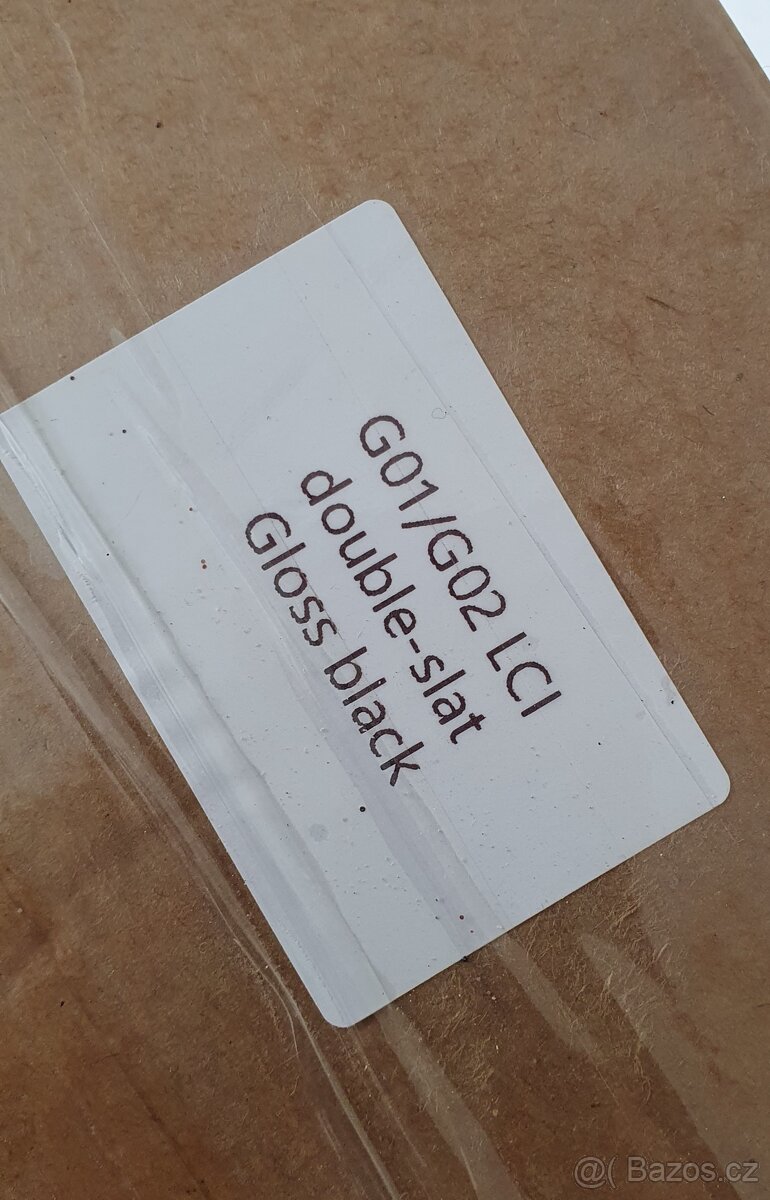 G01/G02 LCI
double-slat
Gloss black
@( Bazos.cz